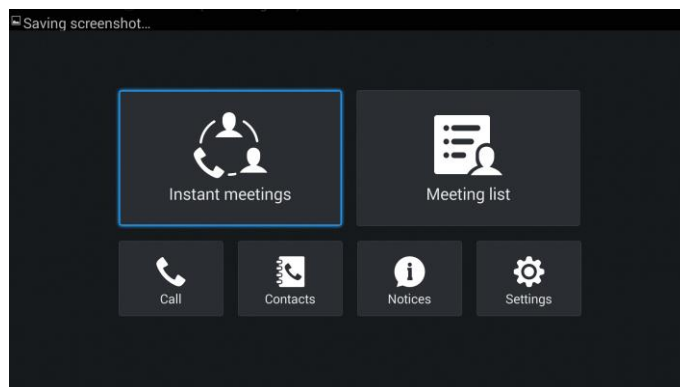 Saving screenshot...
Instant meetings
Meeting list
Call
Contacts
Notices
Settings